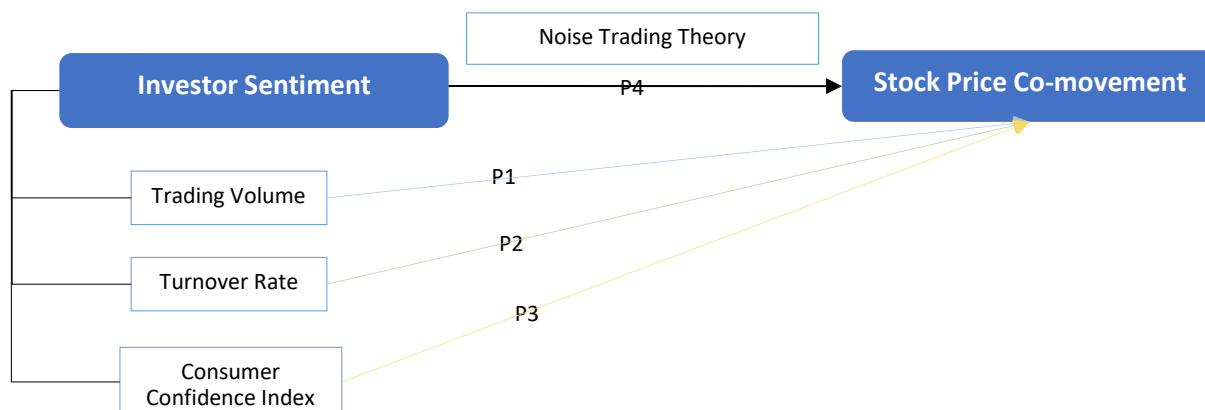 Noise Trading Theory
Investor Sentiment
P4
Stock Price Co-movement
Trading Volume
P1
Turnover Rate
P2
P3
Consumer
Confidence Index